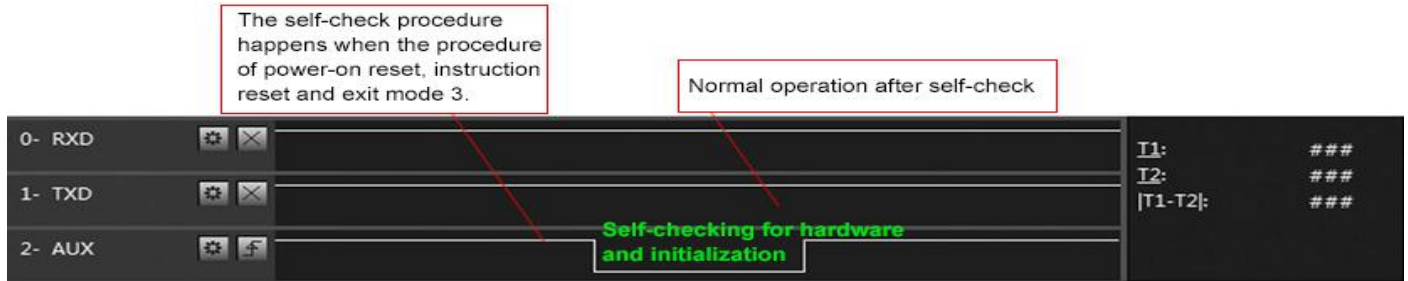 The self-check procedure
happens when the procedure
of power-on reset, instruction
reset and exit mode 3.
Normal operation after self-check
0- RXD
T1: ###
1- TXD
T2: ###
|T1-T2|: ###
Self-checking for hardware
and initialization
2- AUX